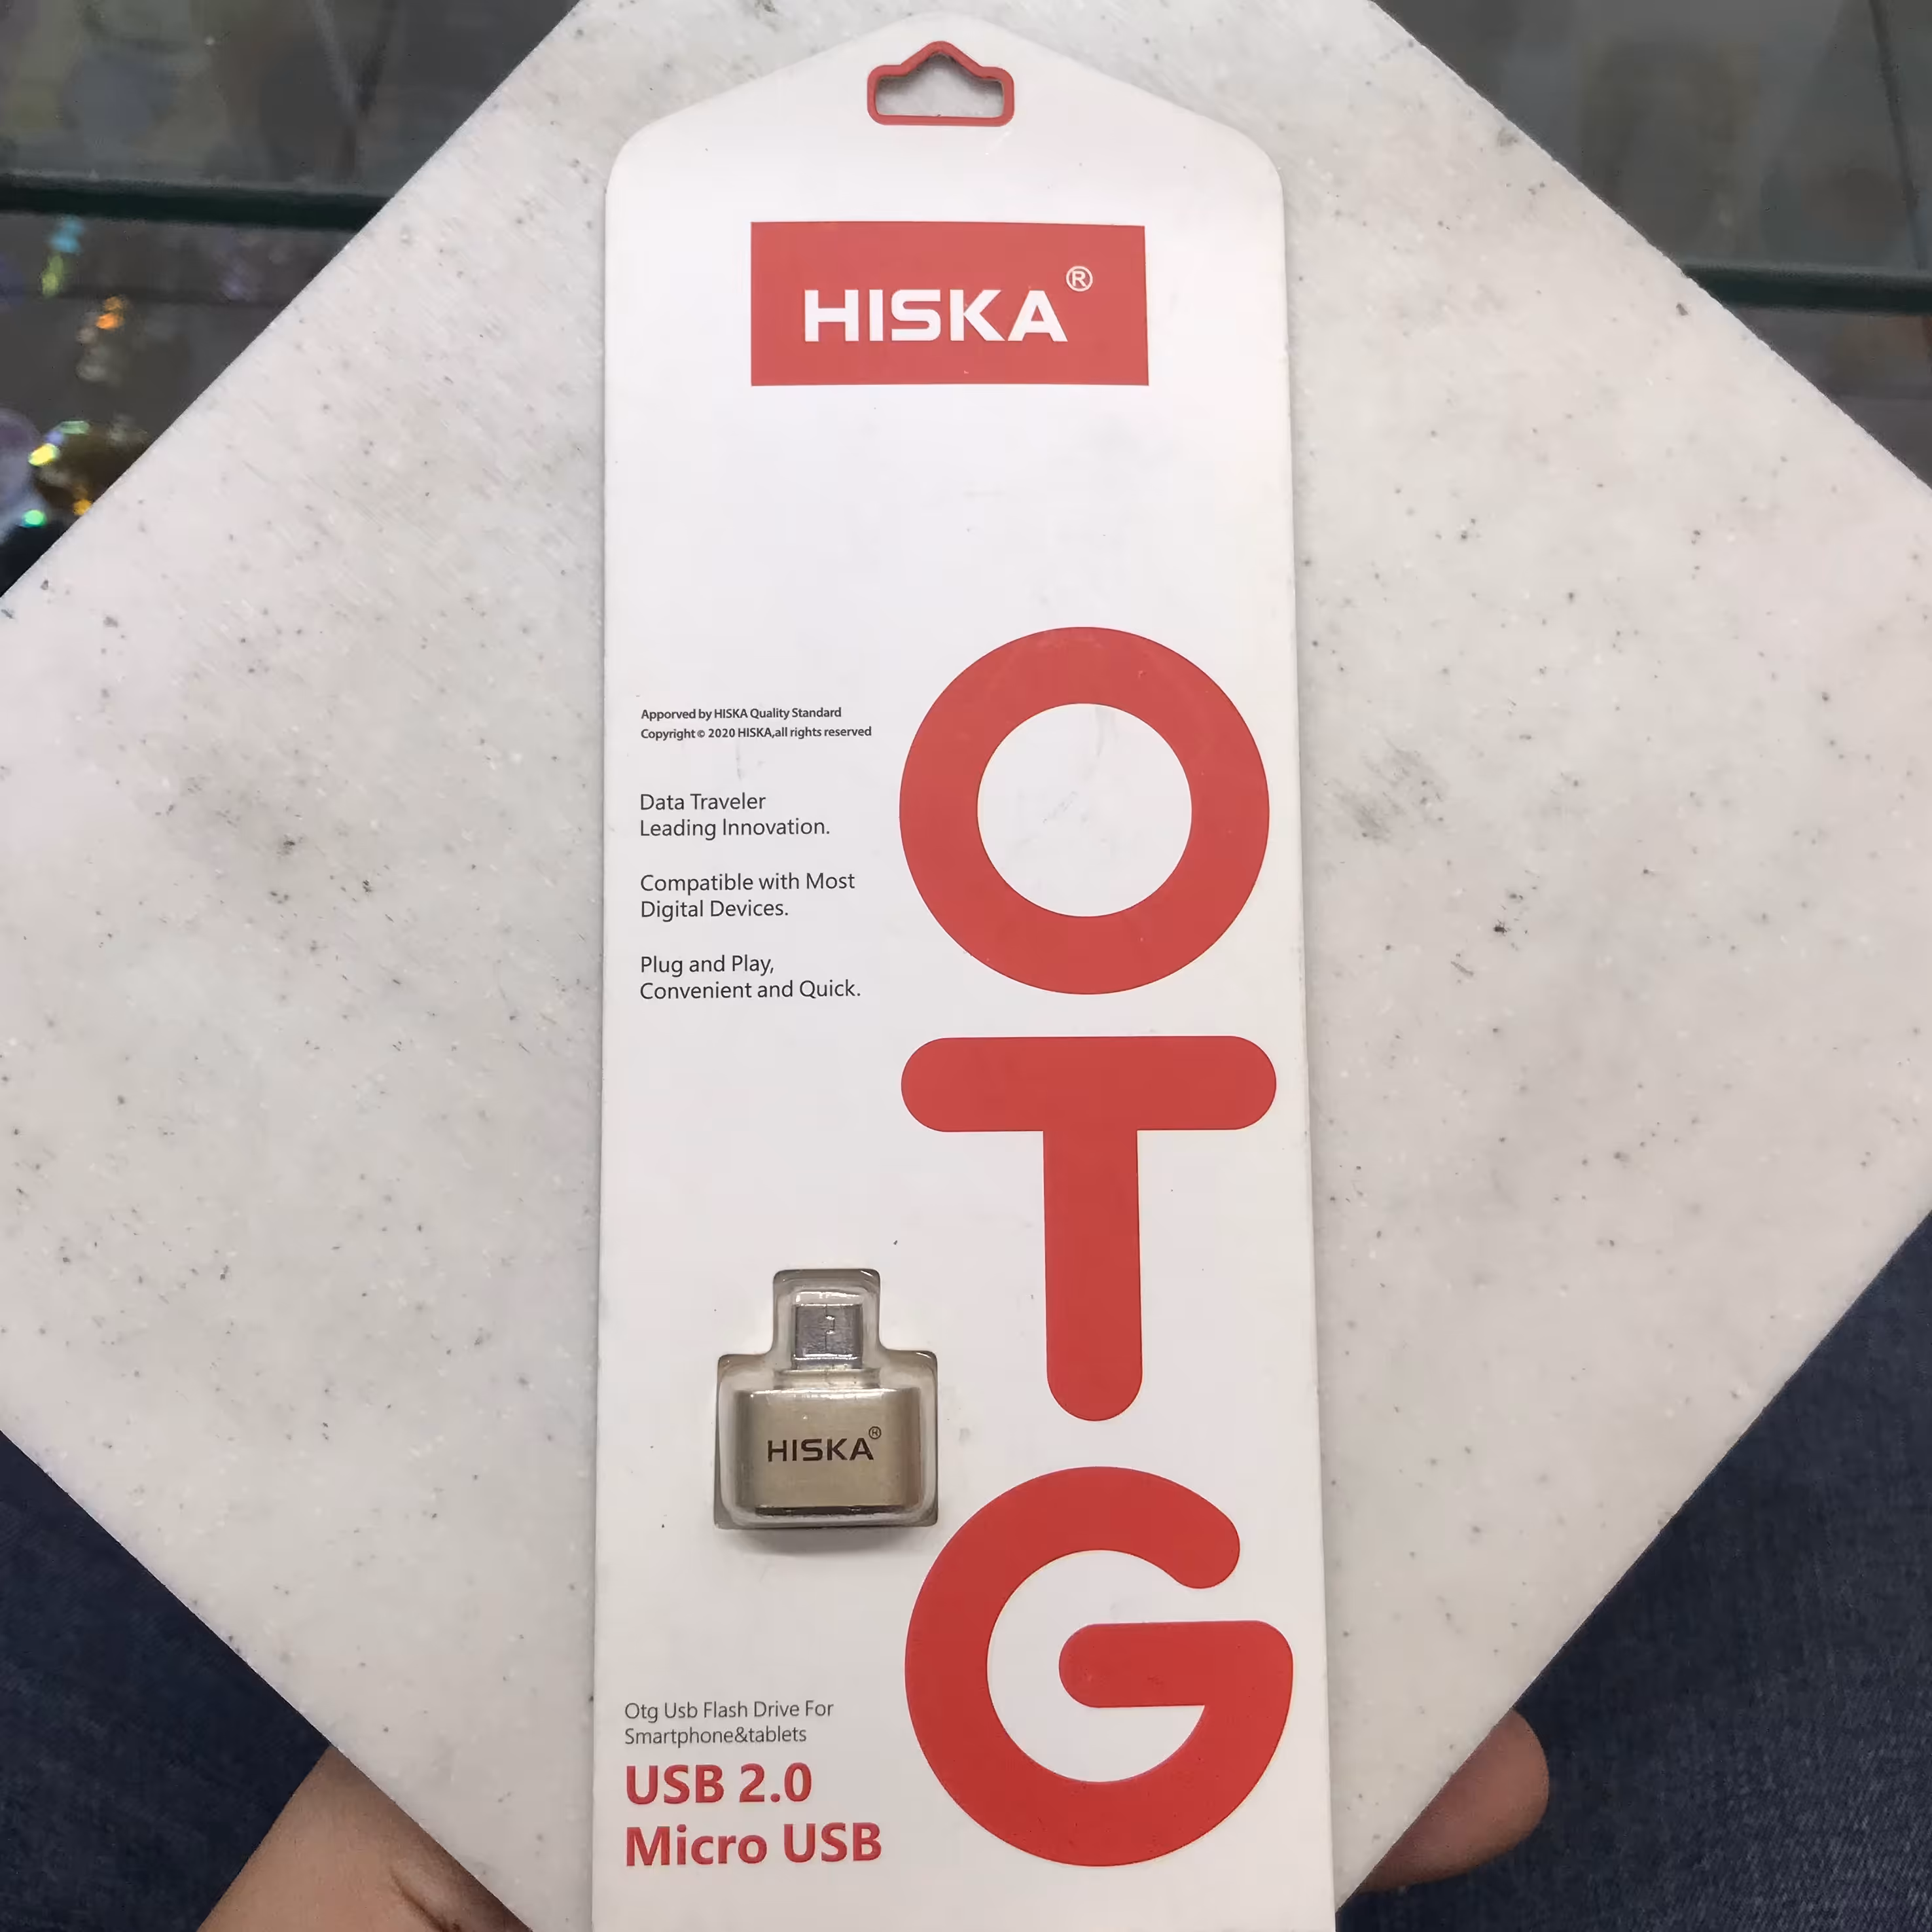 HISKA®
Apporved by HISKA Quality Standard
Copyright © 2020 HISKA,all rights reserved
Data Traveler
Leading Innovation.
Compatible with Most
Digital Devices.
Plug and Play,
Convenient and Quick.
OTG
HISKA®
Otg Usb Flash Drive For
Smartphone&tablets
USB 2.0
Micro USB